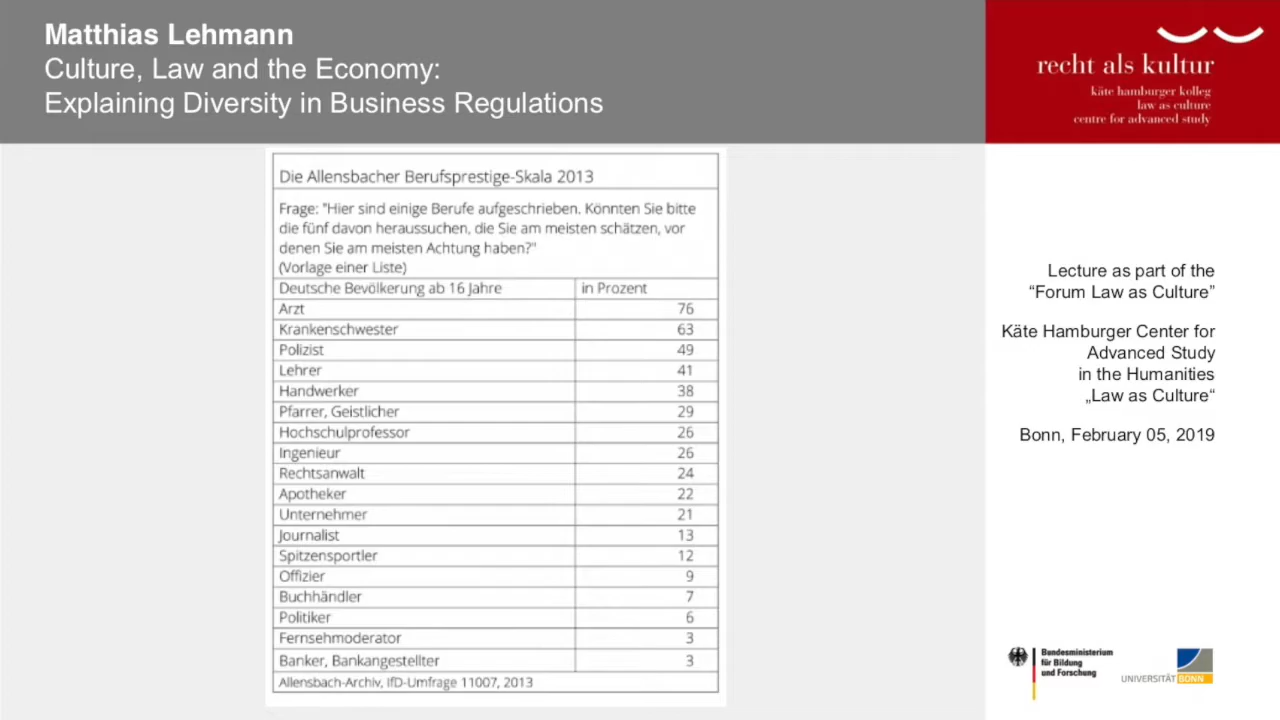 Matthias Lehmann
Culture, Law and the Economy:
Explaining Diversity in Business Regulations
recht als kultur
käte hamburger kolleg
law as culture
centre for advanced study
Die Allensbacher Berufsprestige-Skala 2013
Frage: "Hier sind einige Berufe aufgeschrieben. Könnten Sie bitte
die fünf davon heraussuchen, die Sie am meisten schätzen, vor
denen Sie am meisten Achtung haben?"
(Vorlage einer Liste)
Deutsche Bevölkerung ab 16 Jahre in Prozent
Arzt 76
Krankenschwester 63
Polizist 49
Lehrer 41
Handwerker 38
Pfarrer, Geistlicher 29
Hochschulprofessor 26
Ingenieur 26
Rechtsanwalt 24
Apotheker 22
Unternehmer 21
Journalist 13
Spitzensportler 12
Offizier 9
Buchhändler 7
Politiker 6
Fernsehmoderator 3
Banker, Bankangestellter 3
Allensbach-Archiv, IfD-Umfrage 11007, 2013
Lecture as part of the
“Forum Law as Culture”
Käte Hamburger Center for
Advanced Study
in the Humanities
„Law as Culture“
Bonn, February 05, 2019
Bundesministerium
für Bildung
und Forschung
UNIVERSITÄT BONN